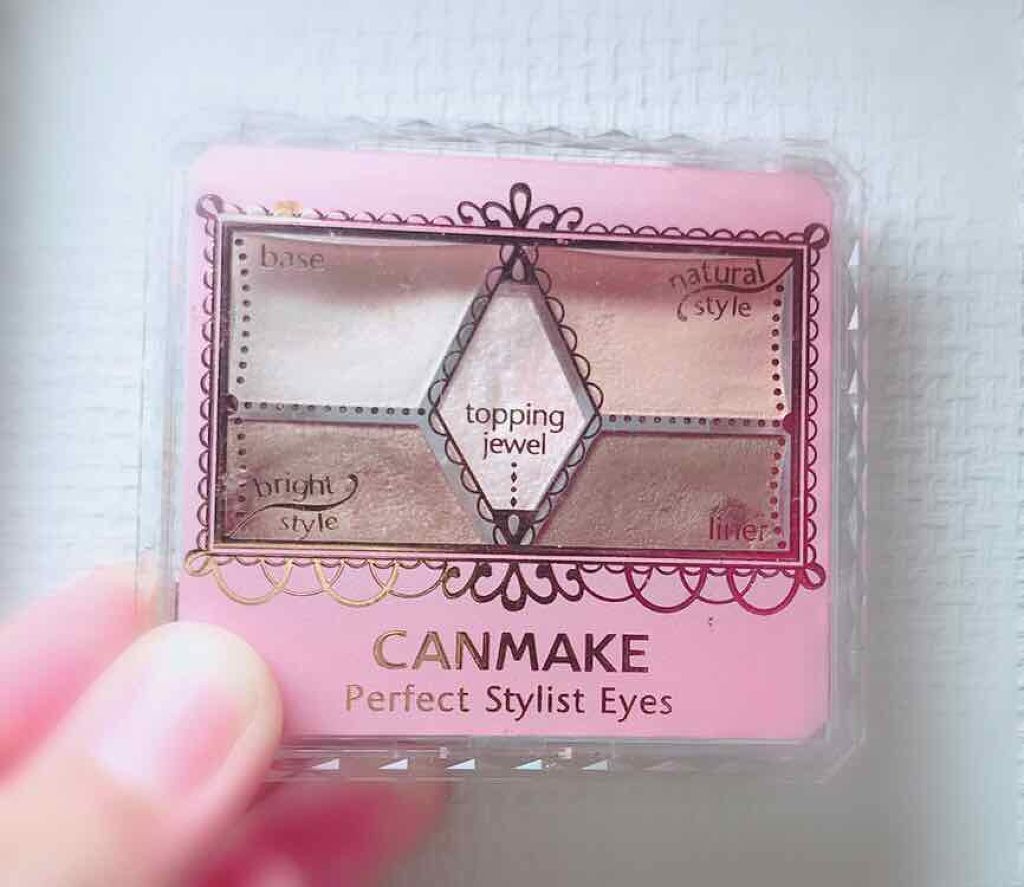 base
natural
style
topping
jewel
bright
style
liner
CANMAKE
Perfect Stylist Eyes